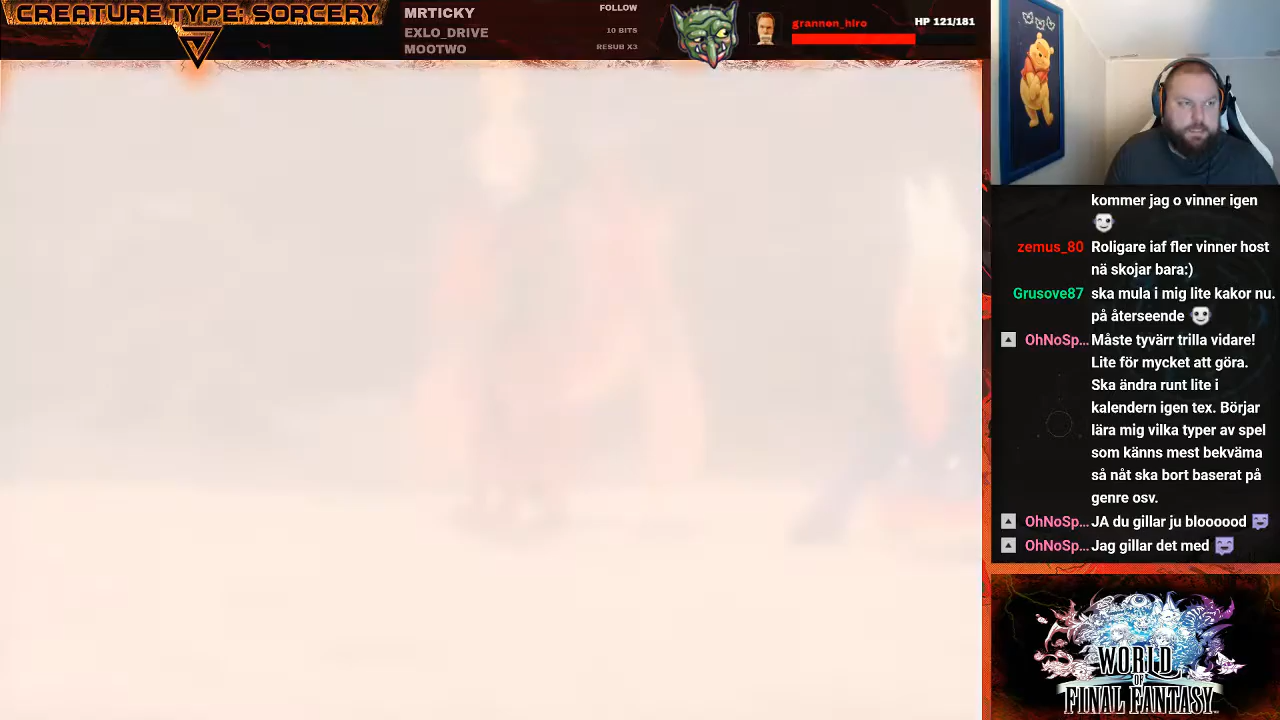 CREATURE TYPE: SORCERY
MRTICKY
FOLLOW
EXLO_DRIVE
10 BITS
MOOTWO
RESUB X3
grannen_hiro
HP 121/181
kommer jag o vinner igen
zemus_80 Roligare iaf fler vinner host
nä skojar bara:)
Grusove87 ska mula i mig lite kakor nu.
på återseende
OhNoSp... Måste tyvärr trilla vidare!
Lite för mycket att göra.
Ska ändra runt lite i
kalendern igen tex. Börjar
lära mig vilka typer av spel
som känns mest bekväma
så nåt ska bort baserat på
genre osv.
OhNoSp... JA du gillar ju bloooood
OhNoSp... Jag gillar det med
WORLD
OF
FINAL FANTASY